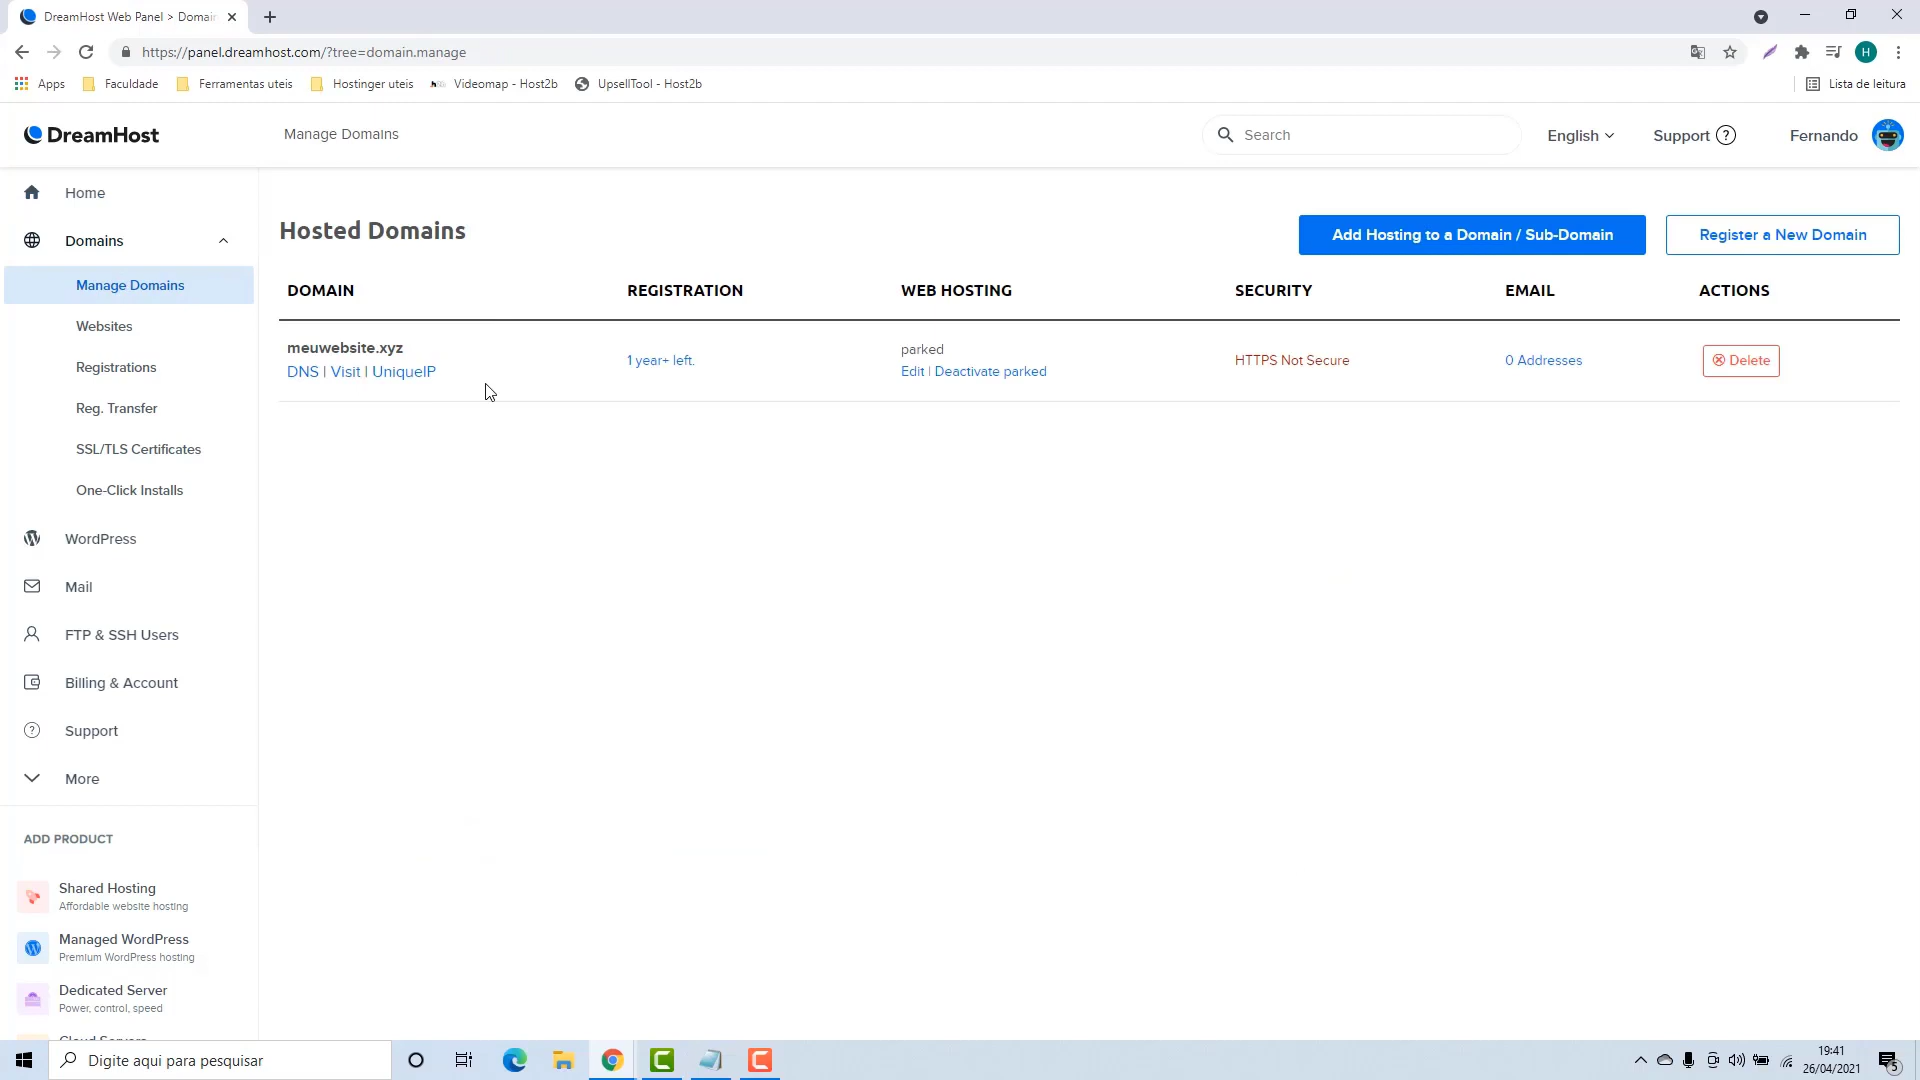 DreamHost Web Panel > Domai
https://panel.dreamhost.com/?tree=domain.manage
H
Apps
Faculdade
Ferramentas uteis
Hostinger uteis
Videomap - Host2b
UpsellTool - Host2b
Lista de leitura
DreamHost
Manage Domains
Search
English
Support
Fernando
Home
Domains
Manage Domains
Websites
Registrations
Reg. Transfer
SSL/TLS Certificates
One-Click Installs
WordPress
Mail
FTP & SSH Users
Billing & Account
Support
More
ADD PRODUCT
Shared Hosting
Affordable website hosting
Managed WordPress
Premium WordPress hosting
Dedicated Server
Power, control, speed
Hosted Domains
Add Hosting to a Domain / Sub-Domain
Register a New Domain
DOMAIN REGISTRATION WEB HOSTING SECURITY EMAIL ACTIONS
meuwebsite.xyz
DNS | Visit | UniqueIP
1 year+ left.
parked
Edit | Deactivate parked
HTTPS Not Secure
0 Addresses
Delete
Digite aqui para pesquisar
19:41
26/04/2021
5